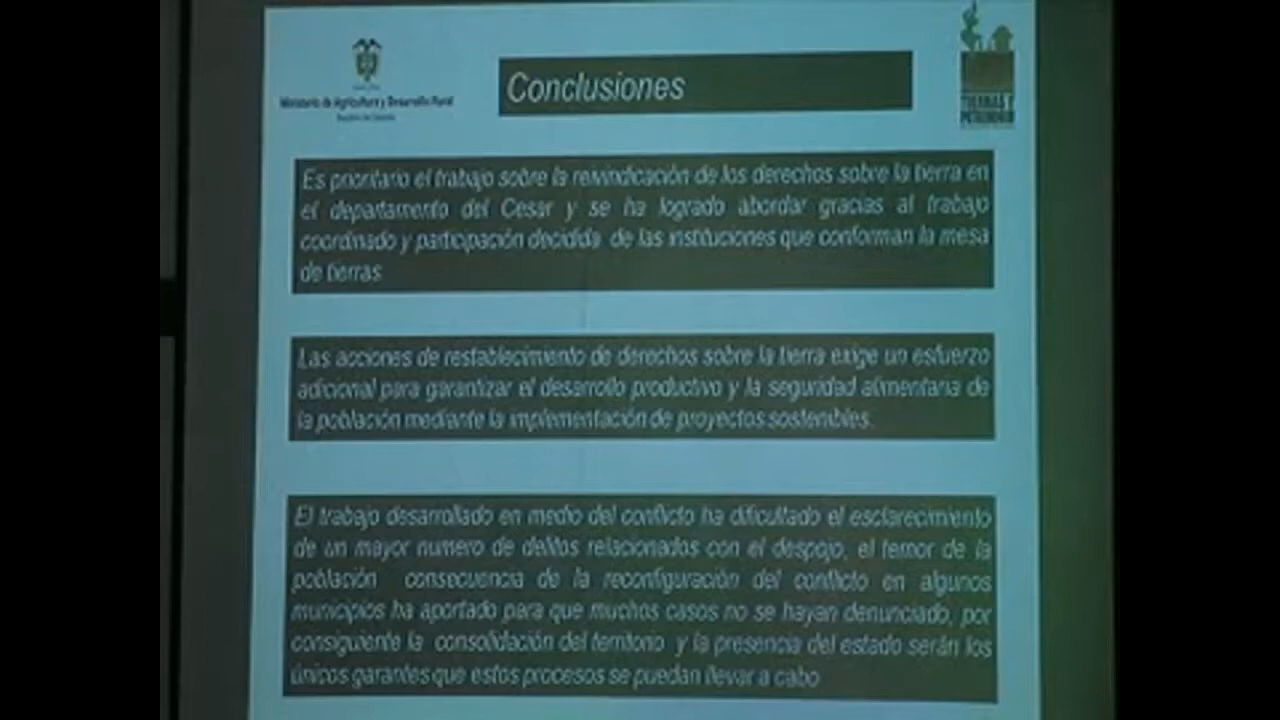 Ministerio de Agricultura y Desarrollo Rural
Conclusiones
TIERRAS Y
PATRIMONIO
Es prioritario el trabajo sobre la reivindicación de los derechos sobre la tierra en
el departamento del Cesar y se ha logrado abordar gracias al trabajo
coordinado y participación decidida de las instituciones que conforman la mesa
de tierras
Las acciones de restablecimiento de derechos sobre la tierra exige un esfuerzo
adicional para garantizar el desarrollo productivo y la seguridad alimentaria de
la población mediante la implementación de proyectos sostenibles.
El trabajo desarrollado en medio del conflicto ha dificultado el esclarecimiento
de un mayor numero de delitos relacionados con el despojo, el temor de la
población consecuencia de la reconfiguración del conflicto en algunos
municipios ha aportado para que muchos casos no se hayan denunciado, por
consiguiente la consolidación del territorio y la presencia del estado serán los
únicos garantes que estos procesos se puedan llevar a cabo